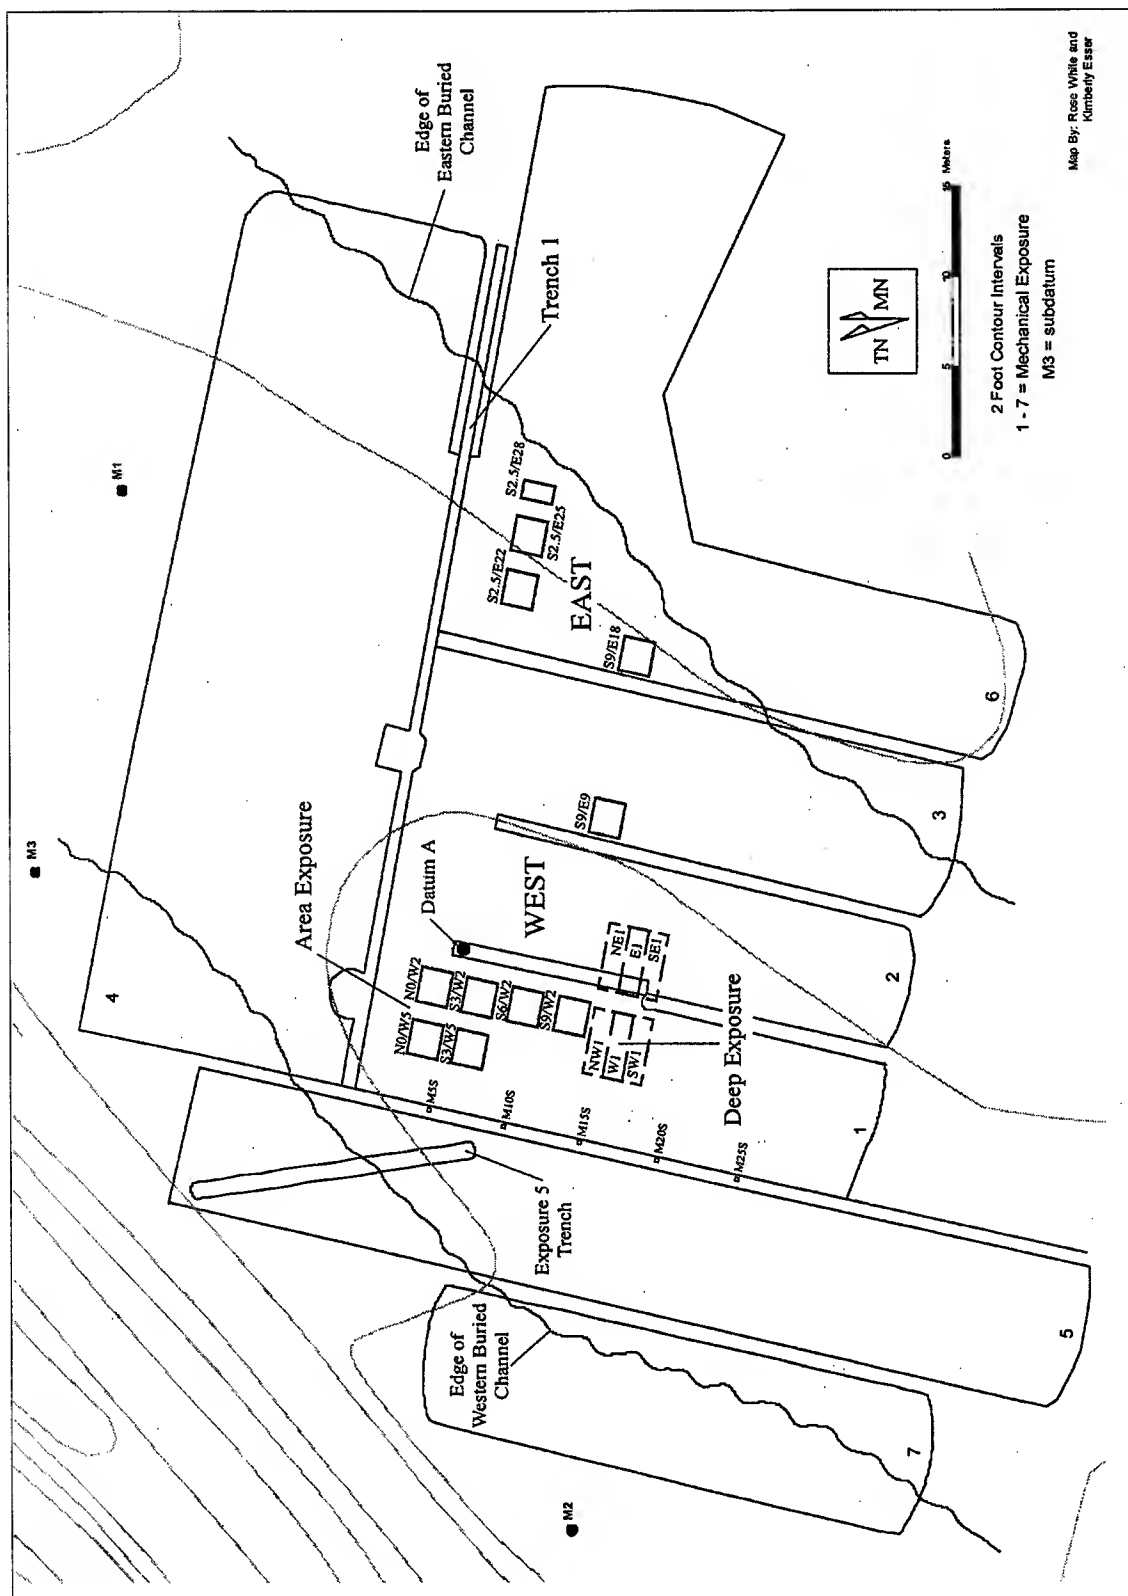 M3
M1
Edge of
Eastern Buried
Channel
4
Area Exposure
Datum A
Trench 1
N0/W5
N0/W2
S3/W5
S3/W2
S6/W2
S9/W2
WEST
EAST
S2.5/E22
S2.5/E25
S2.5/E28
S9/E18
S9/E9
M5S
M10S
M15S
M20S
M25S
NW1
W1
SW1
NE1
E1
SE1
Deep Exposure
Exposure 5
Trench
Edge of
Western Buried
Channel
M2
7
5
1
2
3
6
TN MN
0 5 10 15 Meters
2 Foot Contour Intervals
1 - 7 = Mechanical Exposure
M3 = subdatum
Map By: Rose White and
Kimberly Esser